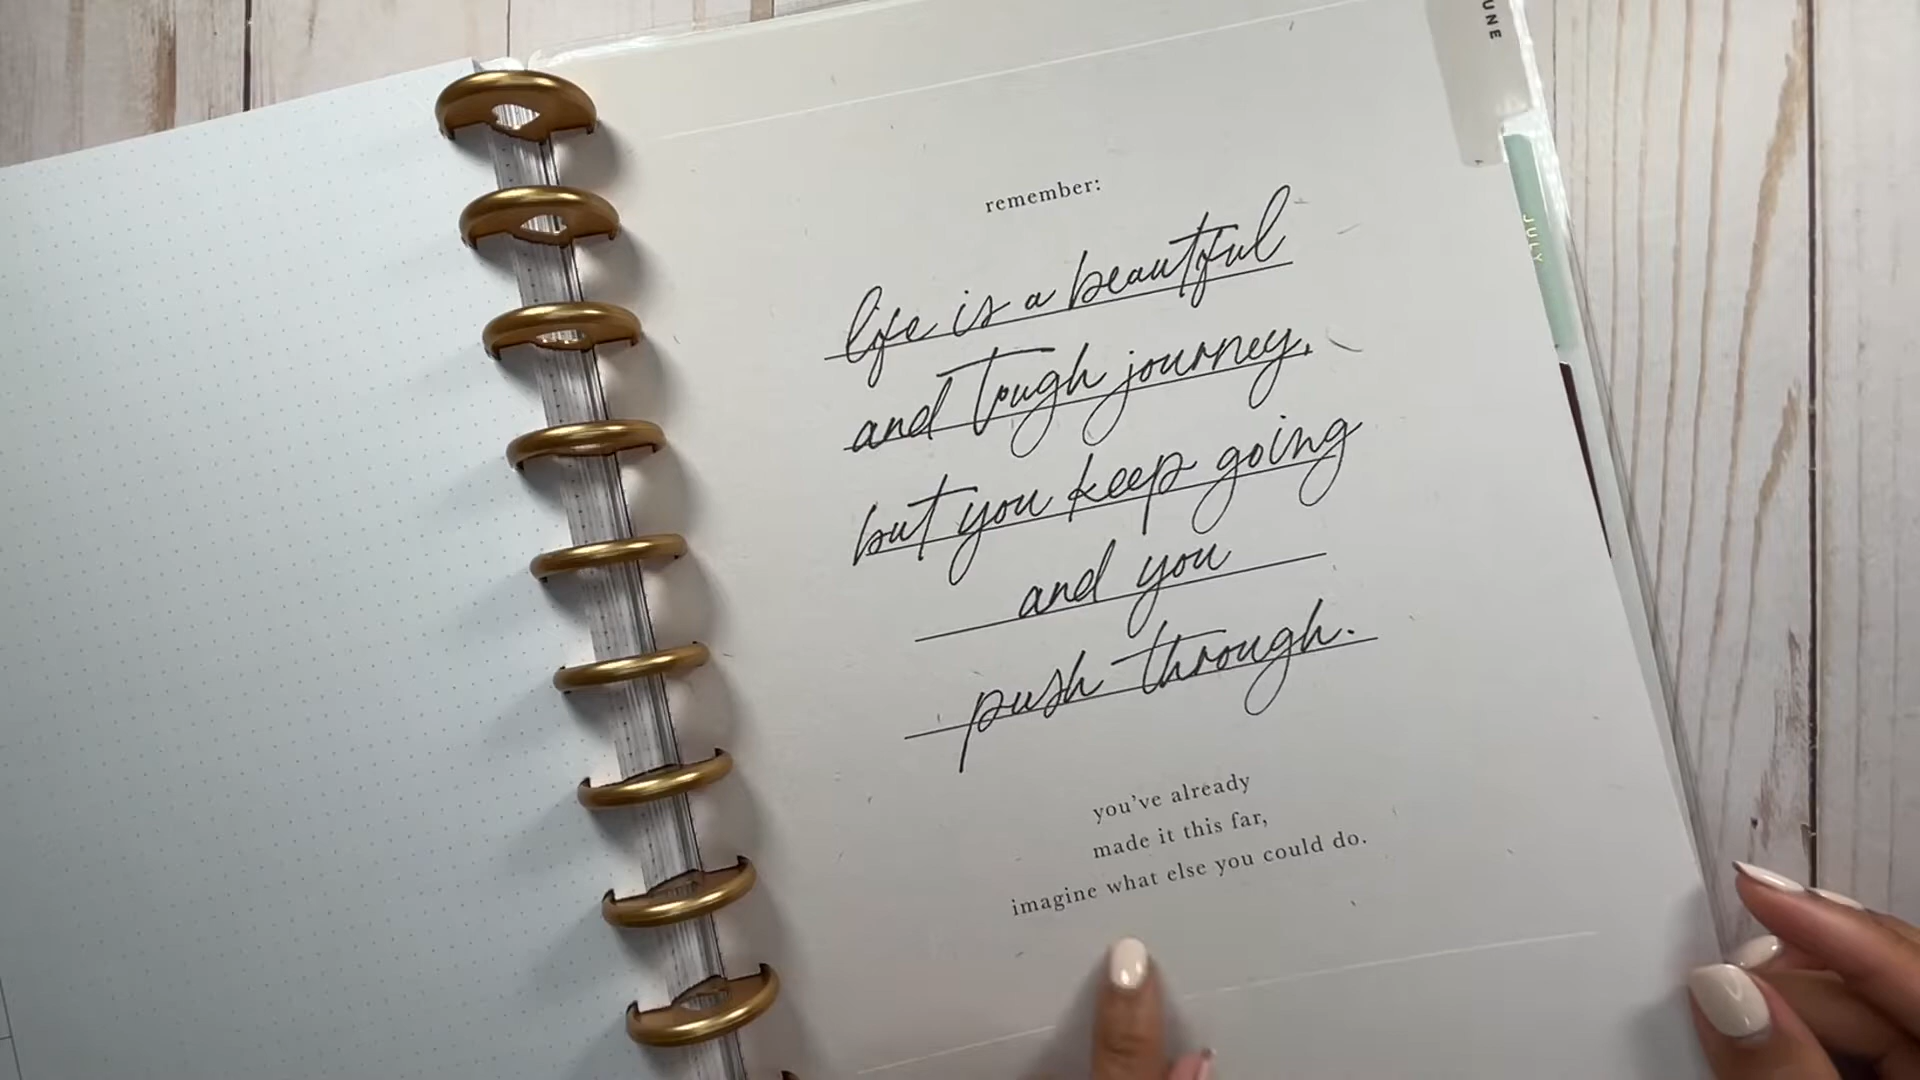 UNE
JULY
remember:
life is a beautiful
and tough journey,
but you keep going
and you
push through.
you've already
made it this far,
imagine what else you could do.